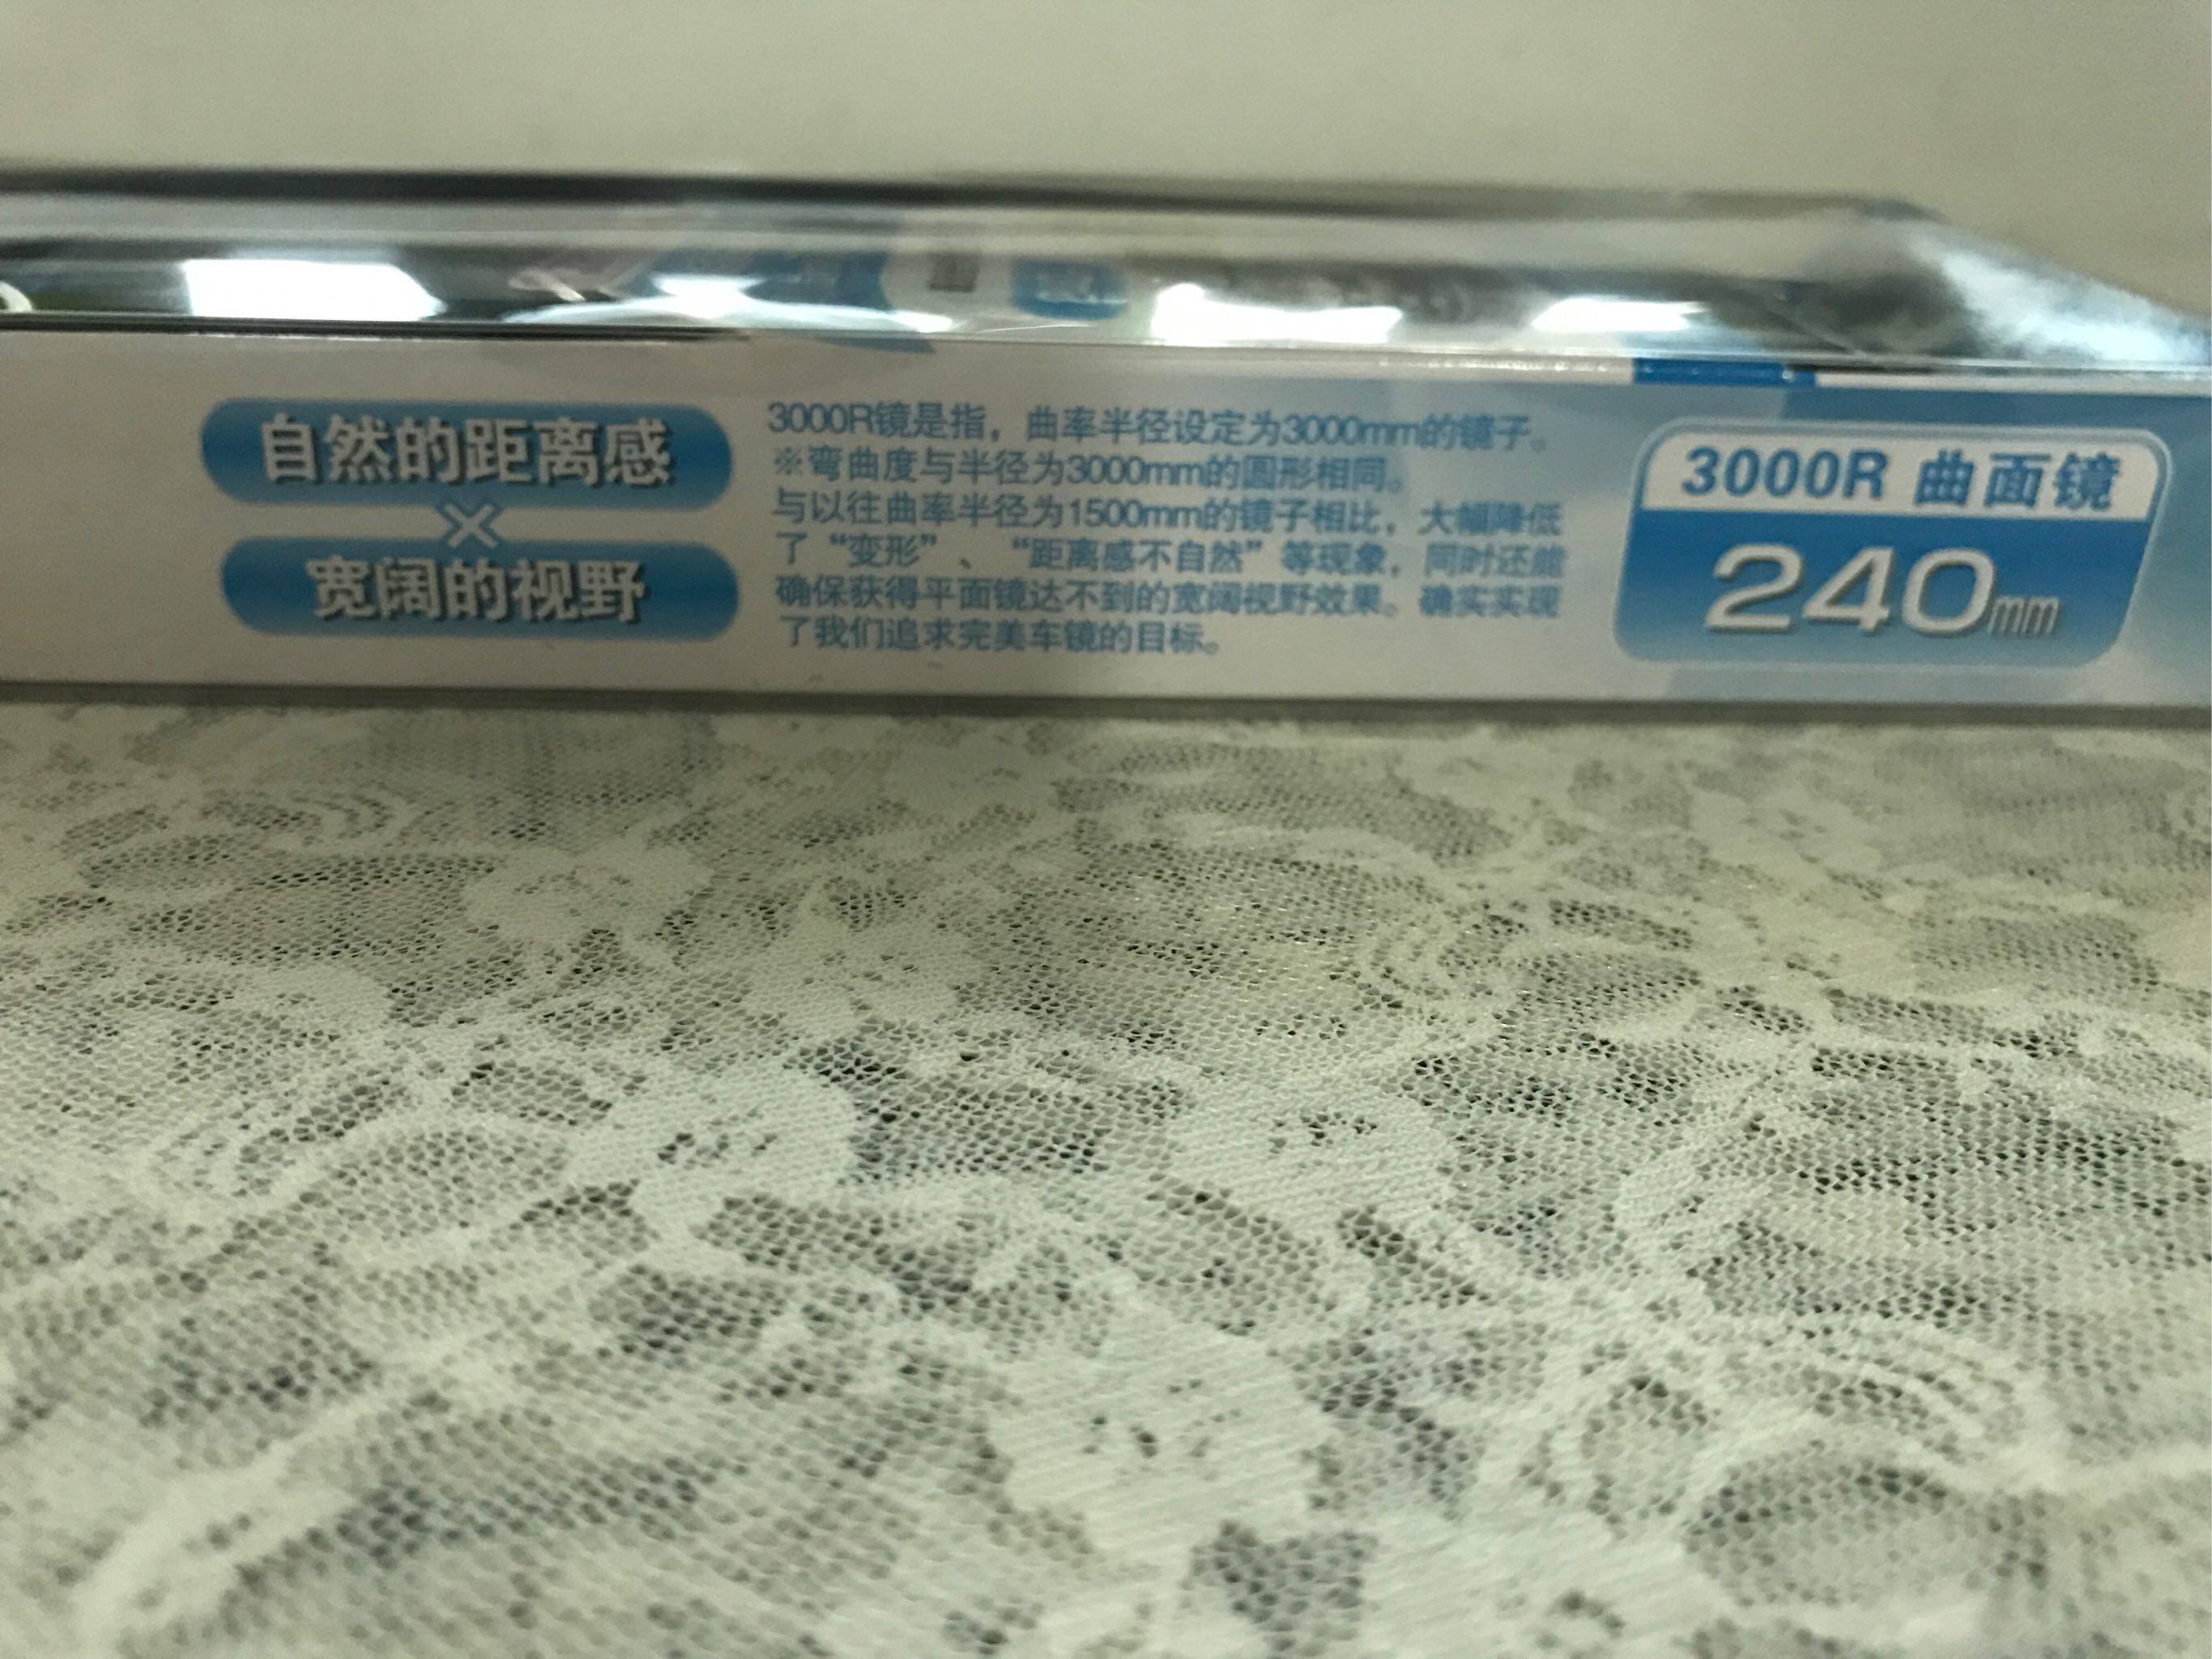 自然的距离感
×
宽阔的视野
3000R镜是指，曲率半径设定为3000mm的镜子。
※弯曲度与半径为3000mm的圆形相同。
与以往曲率半径为1500mm的镜子相比，大幅降低
了“变形”、“距离感不自然”等现象，同时还能
确保获得平面镜达不到的宽阔视野效果。确实实现
了我们追求完美车镜的目标。
3000R 曲面镜
240mm